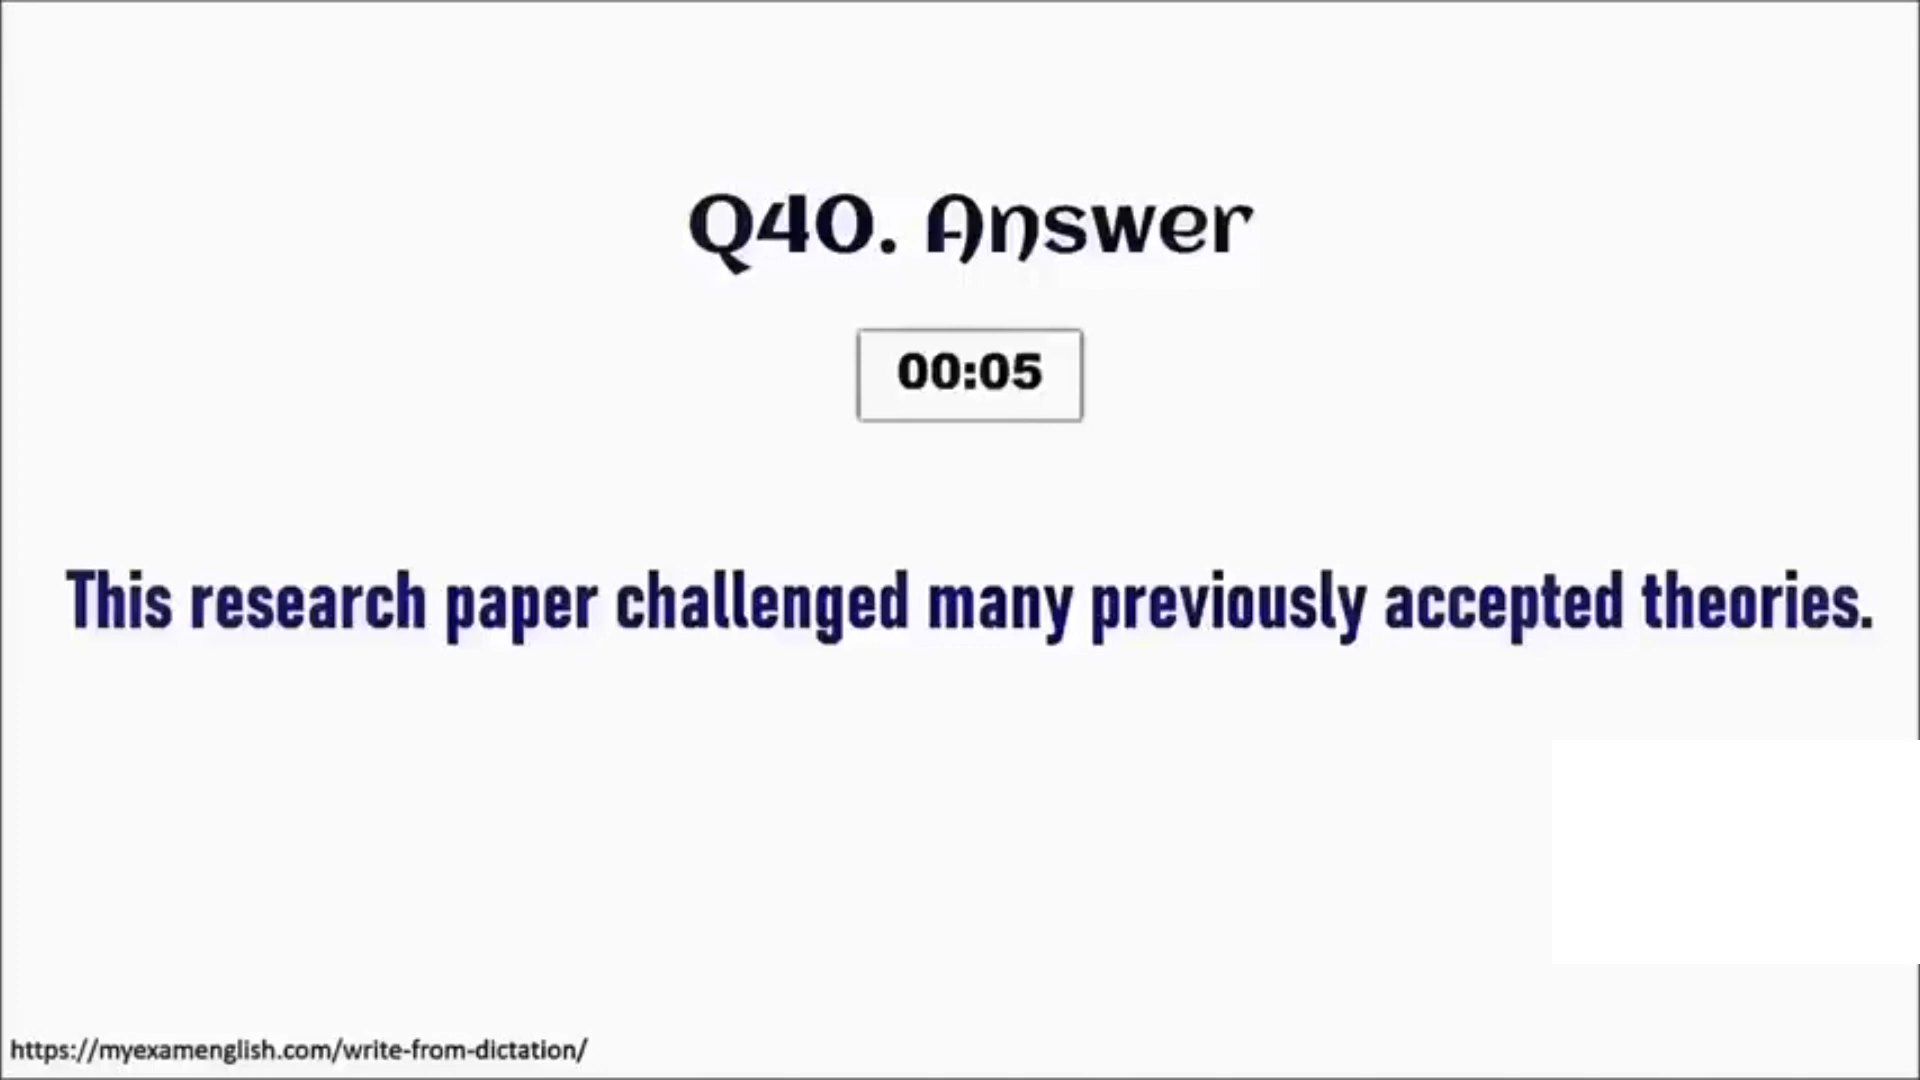 Q40. Answer
00:05
This research paper challenged many previously accepted theories.
https://myexamenglish.com/write-from-dictation/